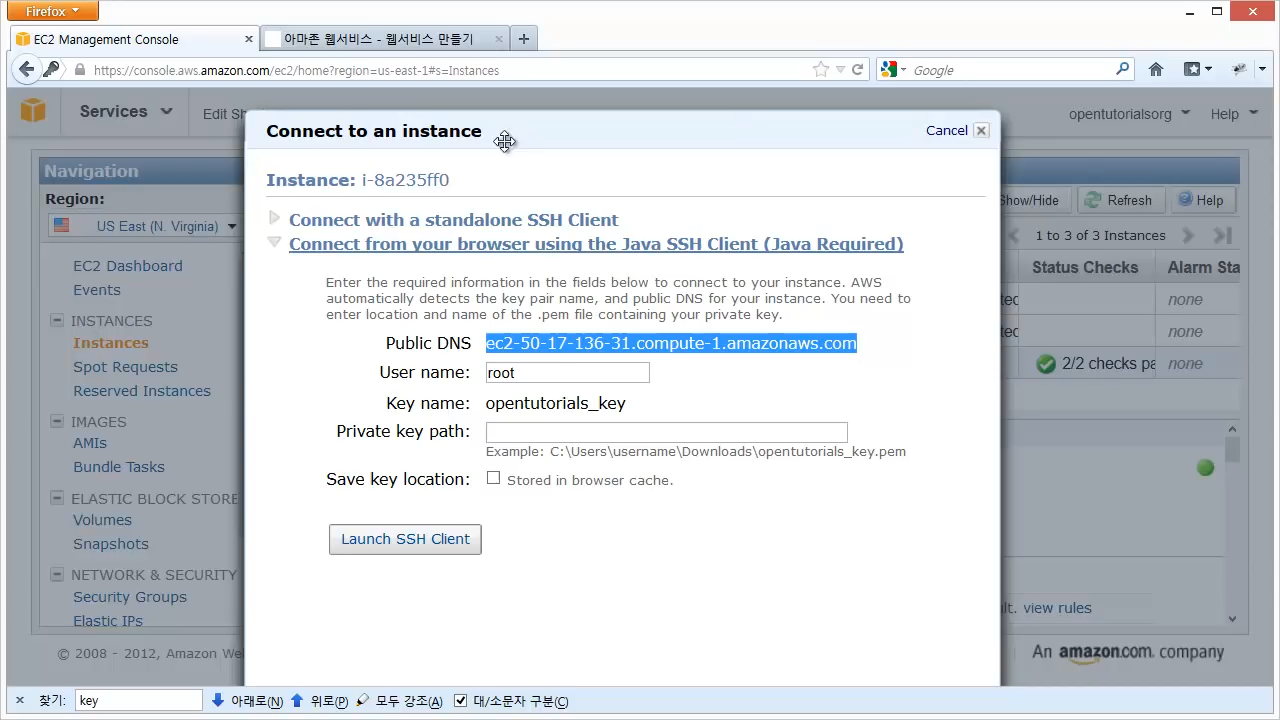 Firefox
EC2 Management Console
아마존 웹서비스 - 웹서비스 만들기
https://console.aws.amazon.com/ec2/home?region=us-east-1#s=Instances
Google
Services
Edit Sh
opentutorialsorg
Help
Connect to an instance
Cancel
Navigation
Instance: i-8a235ff0
Region:
Show/Hide
Refresh
Help
US East (N. Virginia)
Connect with a standalone SSH Client
1 to 3 of 3 Instances
Connect from your browser using the Java SSH Client (Java Required)
EC2 Dashboard
Status Checks
Alarm Sta
Events
Enter the required information in the fields below to connect to your instance. AWS
automatically detects the key pair name, and public DNS for your instance. You need to
enter location and name of the .pem file containing your private key.
none
INSTANCES
none
Instances
Public DNS ec2-50-17-136-31.compute-1.amazonaws.com
Spot Requests
2/2 checks pa
none
User name: root
Reserved Instances
Key name: opentutorials_key
IMAGES
Private key path:
AMIs
Example: C:\Users\username\Downloads\opentutorials_key.pem
Bundle Tasks
Save key location: Stored in browser cache.
ELASTIC BLOCK STORE
Volumes
Launch SSH Client
Snapshots
NETWORK & SECURITY
Security Groups
lt. view rules
Elastic IPs
© 2008 - 2012, Amazon Web
An amazon.com company
찾기: key
아래로(N)
위로(P)
모두 강조(A)
대/소문자 구분(C)